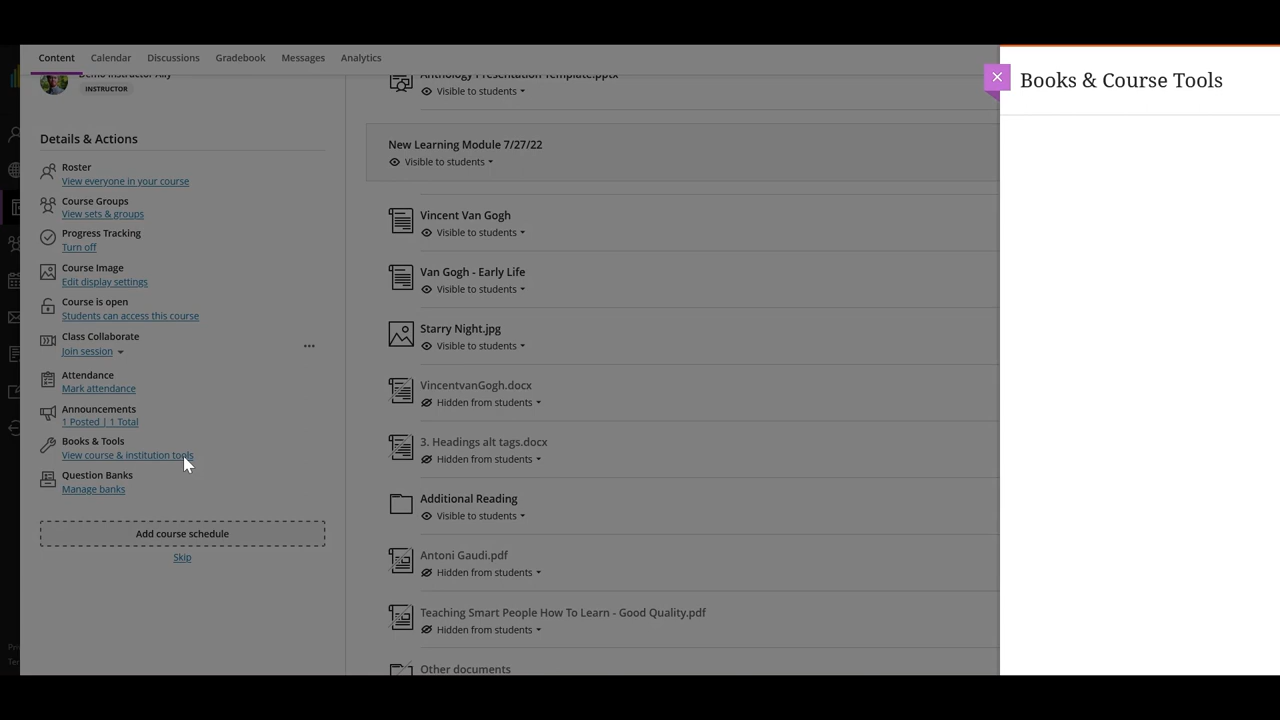 Content Calendar Discussions Gradebook Messages Analytics
Demo Instructor Ally
INSTRUCTOR
Details & Actions
Roster
View everyone in your course
Course Groups
View sets & groups
Progress Tracking
Turn off
Course Image
Edit display settings
Course is open
Students can access this course
Class Collaborate
Join session
Attendance
Mark attendance
Announcements
1 Posted | 1 Total
Books & Tools
View course & institution tools
Question Banks
Manage banks
Add course schedule
Skip
Anthology Presentation Template.pptx
Visible to students
New Learning Module 7/27/22
Visible to students
Vincent Van Gogh
Visible to students
Van Gogh - Early Life
Visible to students
Starry Night.jpg
Visible to students
VincentvanGogh.docx
Hidden from students
3. Headings alt tags.docx
Hidden from students
Additional Reading
Visible to students
Antoni Gaudi.pdf
Hidden from students
Teaching Smart People How To Learn - Good Quality.pdf
Hidden from students
Other documents
Books & Course Tools